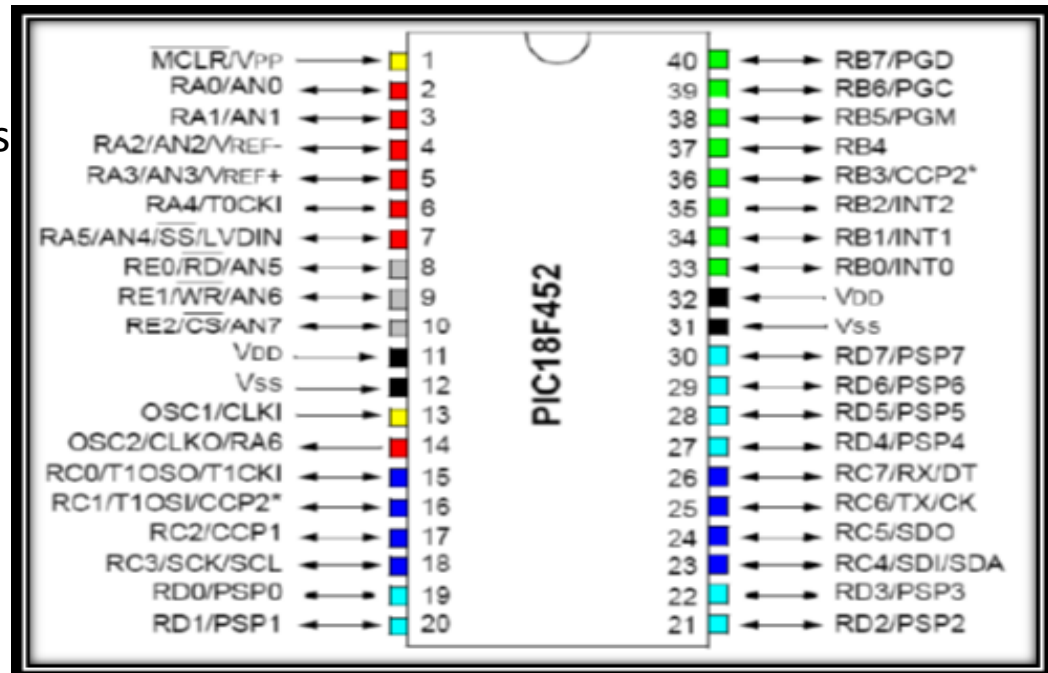 S
MCLR/VPP 1
RA0/AN0 2
RA1/AN1 3
RA2/AN2/VREF- 4
RA3/AN3/VREF+ 5
RA4/T0CKI 6
RA5/AN4/SS/LVDIN 7
RE0/RD/AN5 8
RE1/WR/AN6 9
RE2/CS/AN7 10
VDD 11
VSS 12
OSC1/CLKI 13
OSC2/CLKO/RA6 14
RC0/T1OSO/T1CKI 15
RC1/T1OSI/CCP2* 16
RC2/CCP1 17
RC3/SCK/SCL 18
RD0/PSP0 19
RD1/PSP1 20
PIC18F452
40 RB7/PGD
39 RB6/PGC
38 RB5/PGM
37 RB4
36 RB3/CCP2*
35 RB2/INT2
34 RB1/INT1
33 RB0/INT0
32 VDD
31 VSS
30 RD7/PSP7
29 RD6/PSP6
28 RD5/PSP5
27 RD4/PSP4
26 RC7/RX/DT
25 RC6/TX/CK
24 RC5/SDO
23 RC4/SDI/SDA
22 RD3/PSP3
21 RD2/PSP2